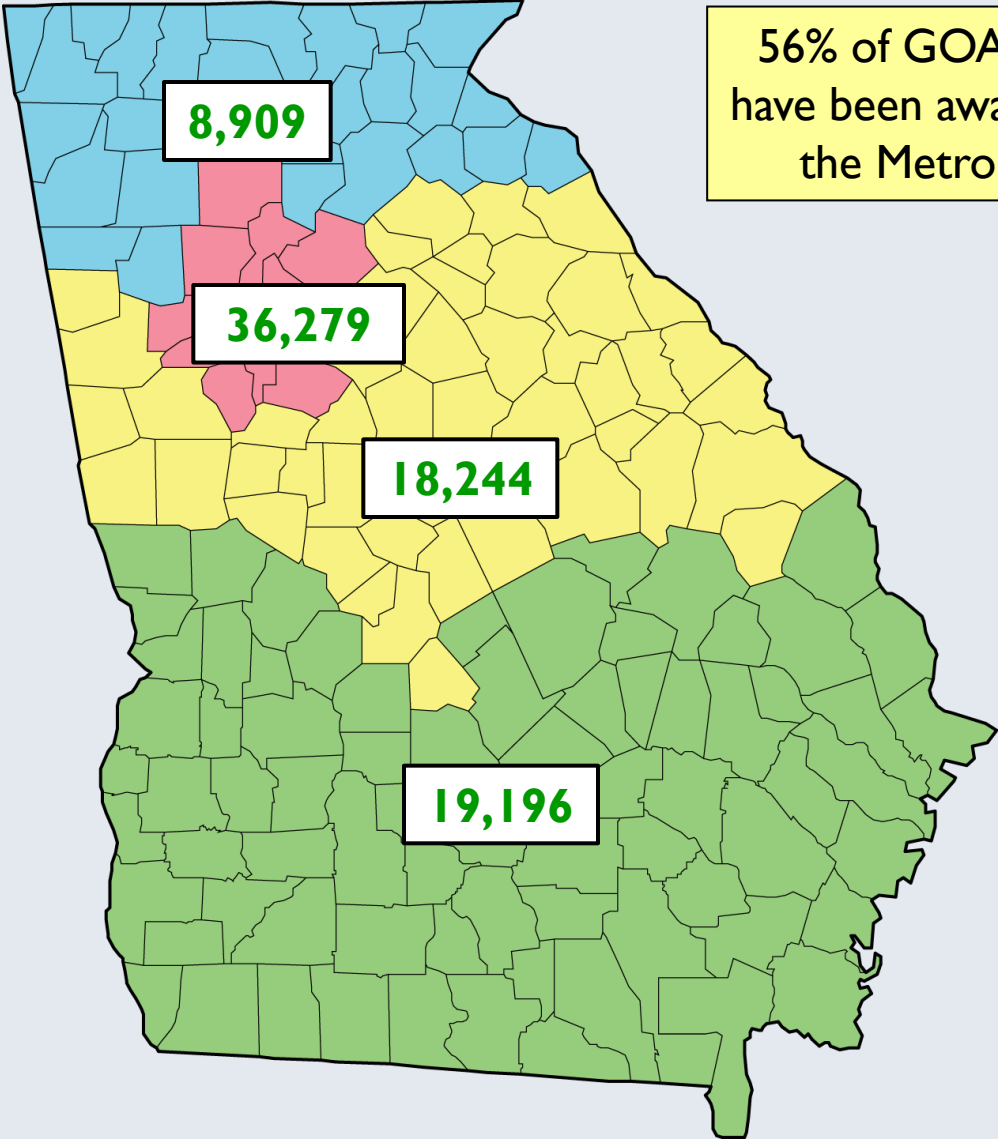 56% of GOA
have been awa
the Metro
8,909
36,279
18,244
19,196